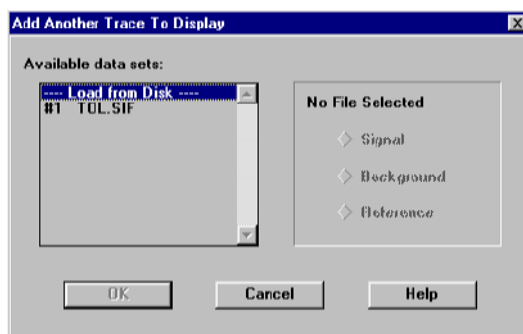 Add Another Trace To Display
Available data sets:
---- Load from Disk ----
#1 TOL.SIF
No File Selected
Signal
Background
Reference
OK
Cancel
Help